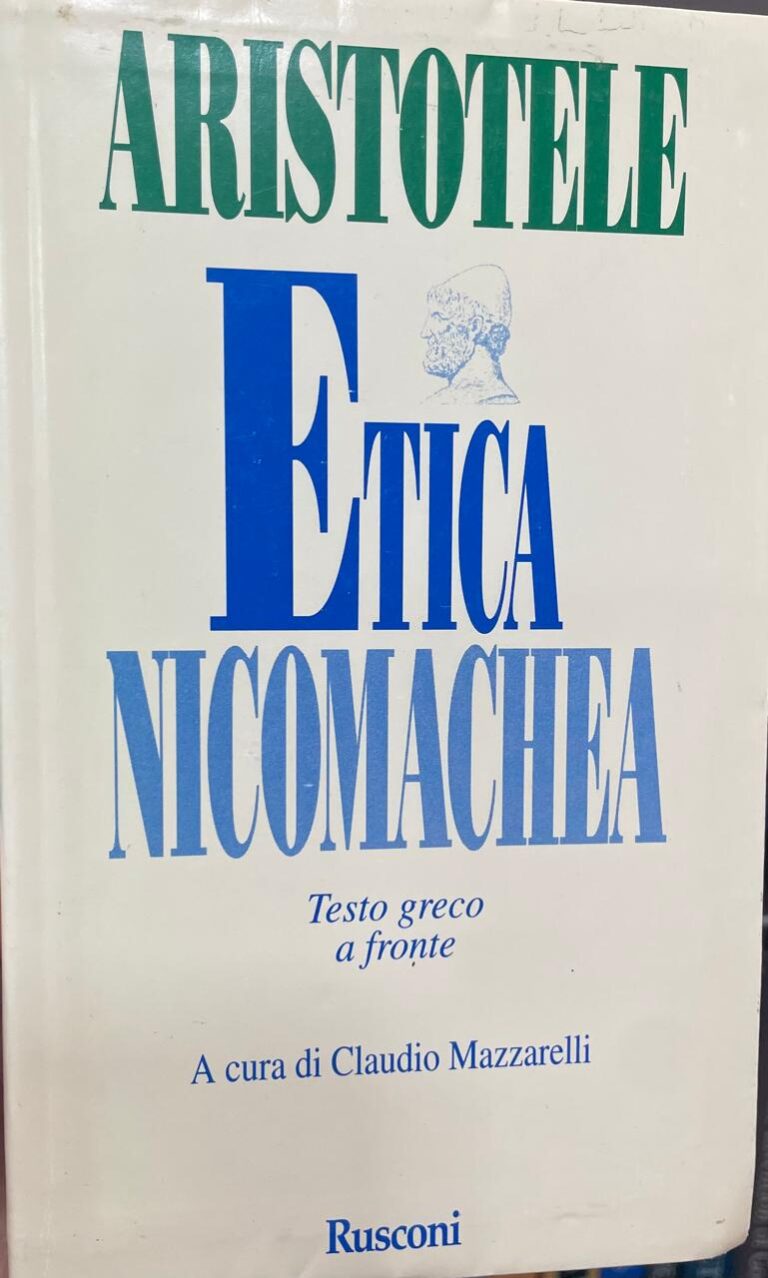 ARISTOTELE
ETICA
NICOMACHEA
Testo greco
a fronte
A cura di Claudio Mazzarelli
Rusconi